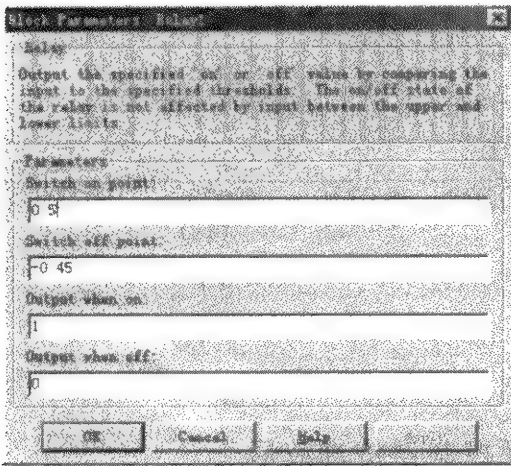 Block Parameters Relay1
Relay
Output the specified 'on' or 'off' value by comparing the
input to the specified thresholds. The on/off state of
the relay is not affected by input between the upper and
lower limits
Parameters
Switch on point:
0 5
Switch off point:
-0 45
Output when on:
1
Output when off:
0
OK
Cancel
Help